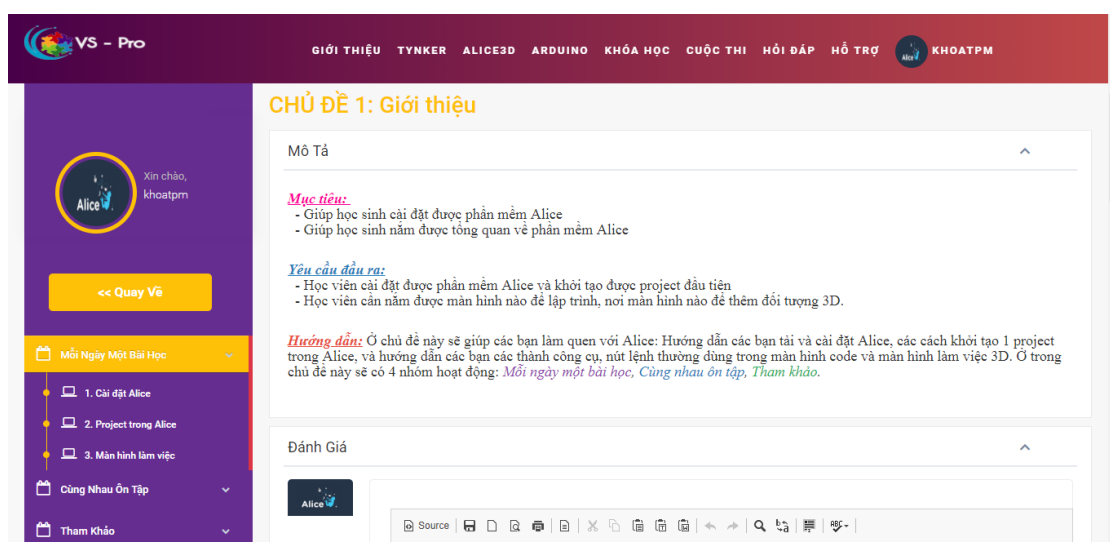 VS - Pro
GIỚI THIỆU TYNKER ALICE3D ARDUINO KHÓA HỌC CUỘC THI HỎI ĐÁP HỖ TRỢ Alice KHOATPM
Xin chào,
khoatpm
Alice
<< Quay Về
Mỗi Ngày Một Bài Học
1. Cài đặt Alice
2. Project trong Alice
3. Màn hình làm việc
Cùng Nhau Ôn Tập
Tham Khảo
CHỦ ĐỀ 1: Giới thiệu
Mô Tả
Mục tiêu:
- Giúp học sinh cài đặt được phần mềm Alice
- Giúp học sinh nắm được tổng quan về phần mềm Alice
Yêu cầu đầu ra:
- Học viên cài đặt được phần mềm Alice và khởi tạo được project đầu tiên
- Học viên cần nắm được màn hình nào để lập trình, nơi màn hình nào để thêm đối tượng 3D.
Hướng dẫn: Ở chủ đề này sẽ giúp các bạn làm quen với Alice: Hướng dẫn các bạn tải và cài đặt Alice, các cách khởi tạo 1 project
trong Alice, và hướng dẫn các bạn các thành công cụ, nút lệnh thường dùng trong màn hình code và màn hình làm việc 3D. Ở trong
chủ đề này sẽ có 4 nhóm hoạt động: Mỗi ngày một bài học, Cùng nhau ôn tập, Tham khảo.
Đánh Giá
Alice
Source